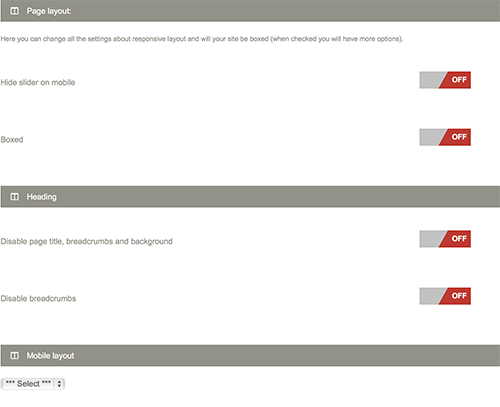 Page layout:
Here you can change all the settings about responsive layout and will your site be boxed (when checked you will have more options).
Hide slider on mobile OFF
Boxed OFF
Heading
Disable page title, breadcrumbs and background OFF
Disable breadcrumbs OFF
Mobile layout
*** Select ***